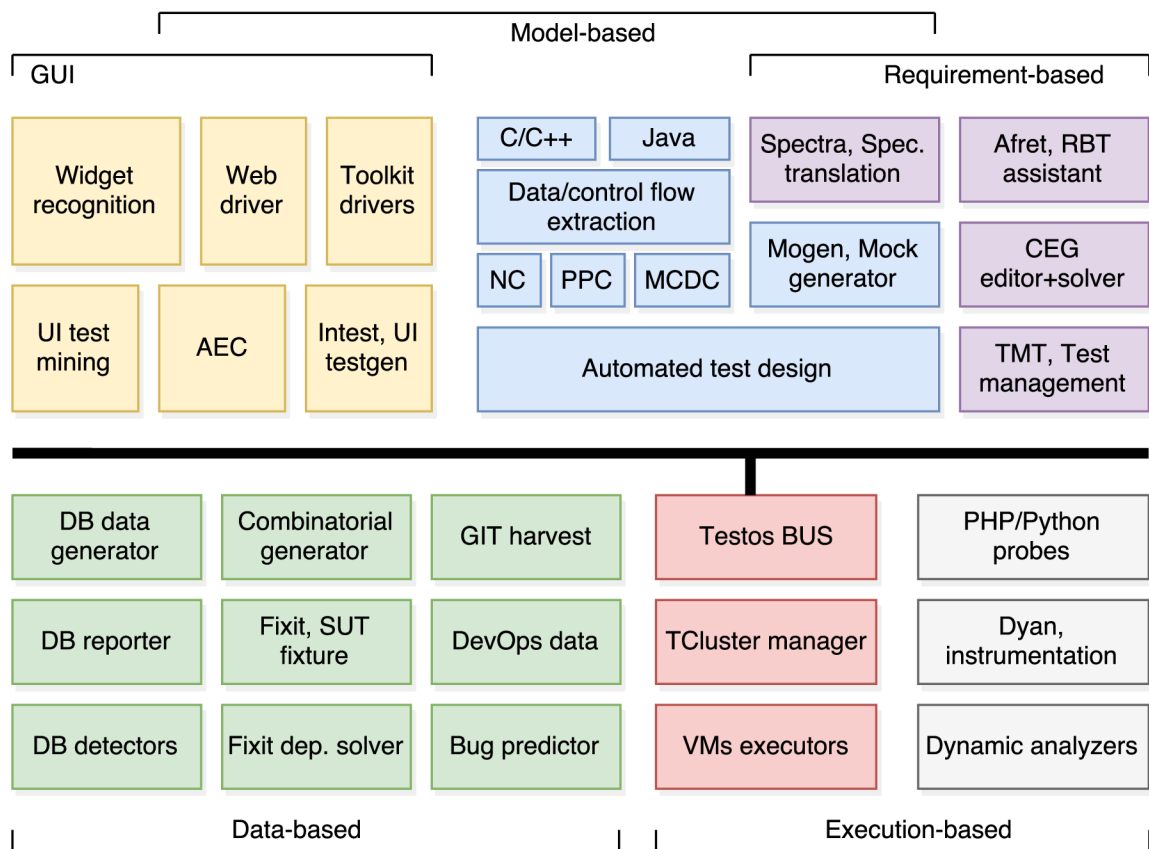 Model-based
GUI
Requirement-based
Widget
recognition
Web
driver
Toolkit
drivers
C/C++
Java
Data/control flow
extraction
NC
PPC
MCDC
Spectra, Spec.
translation
Afret, RBT
assistant
Mogen, Mock
generator
CEG
editor+solver
UI test
mining
AEC
Intest, UI
testgen
Automated test design
TMT, Test
management
DB data
generator
Combinatorial
generator
GIT harvest
Testos BUS
PHP/Python
probes
DB reporter
Fixit, SUT
fixture
DevOps data
TCluster manager
Dyan,
instrumentation
DB detectors
Fixit dep. solver
Bug predictor
VMs executors
Dynamic analyzers
Data-based
Execution-based